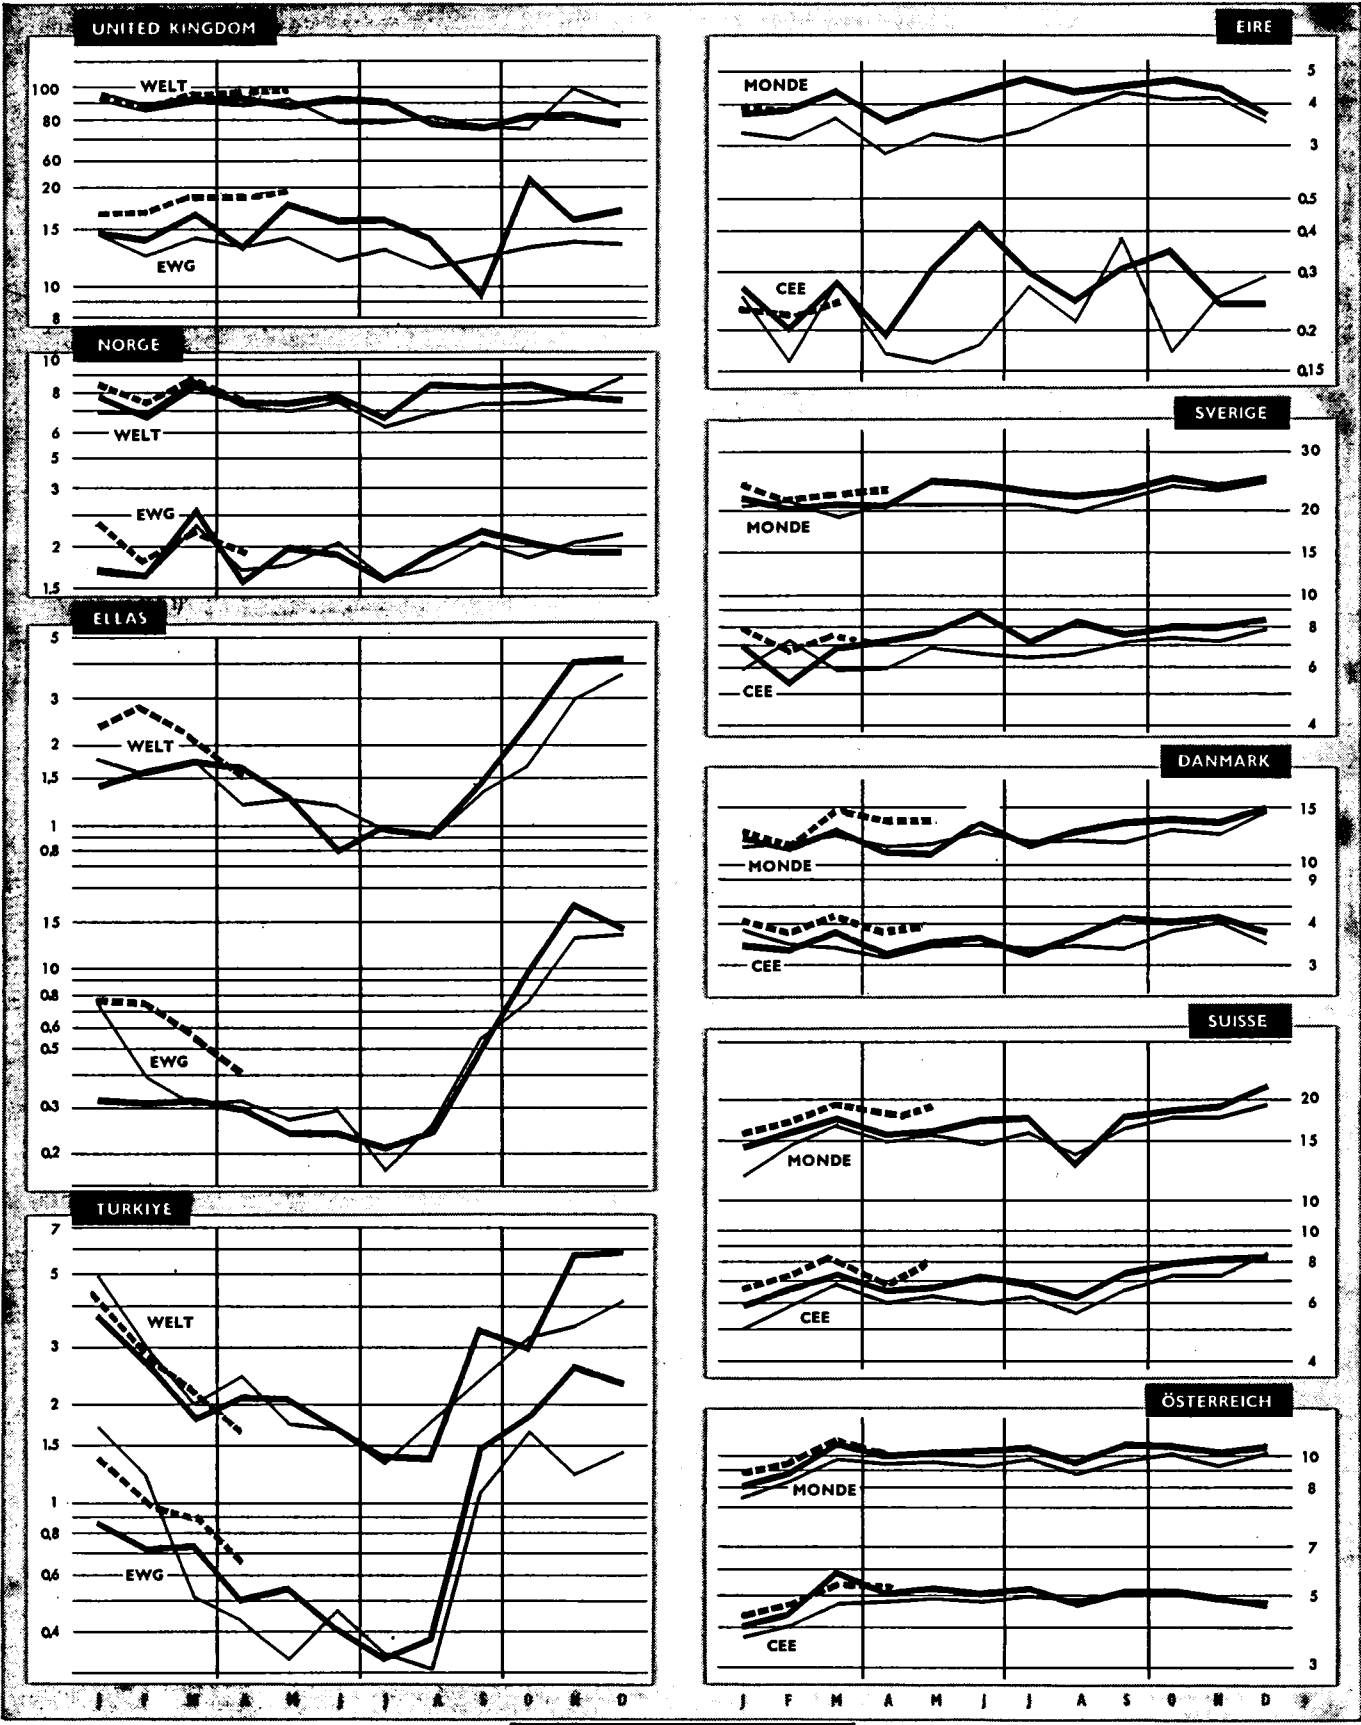 UNITED KINGDOM
WELT
100
80
60
20
15
EWG
10
8
NORGE
10
8
WELT
6
5
3
EWG
2
1.5
ELLAS
5
3
WELT
2
1.5
1
0.8
15
10
0.8
0.6
0.5
EWG
0.3
0.2
TÜRKIYE
7
5
WELT
3
2
1.5
1
0.8
EWG
0.6
0.4
J F M A M J J A S O N D
EIRE
5
MONDE
4
3
0.5
0.4
0.3
CEE
0.2
0.15
SVERIGE
30
20
MONDE
15
10
8
6
CEE
4
DANMARK
15
MONDE
10
9
4
CEE
3
SUISSE
20
15
MONDE
10
10
8
6
CEE
4
ÖSTERREICH
10
MONDE
8
7
5
CEE
3
J F M A M J J A S O N D